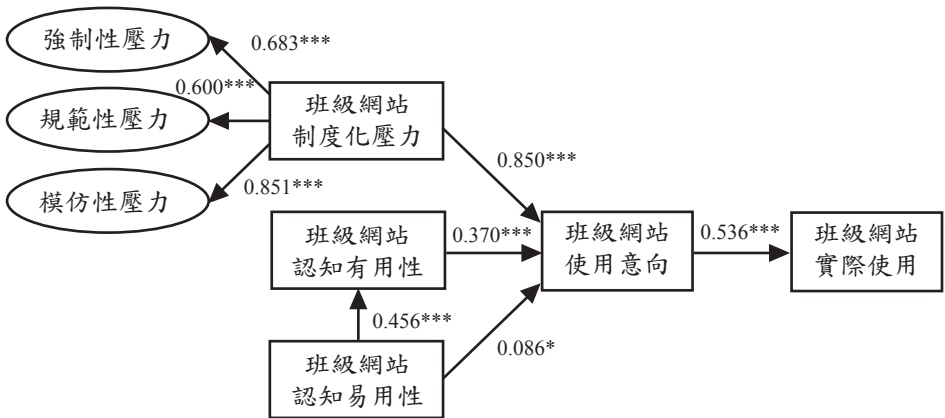 強制性壓力
0.683***
0.600***
規範性壓力
班級網站
制度化壓力
0.850***
0.851***
模仿性壓力
班級網站
認知有用性
0.370***
班級網站
使用意向
0.536***
班級網站
實際使用
0.456***
0.086*
班級網站
認知易用性